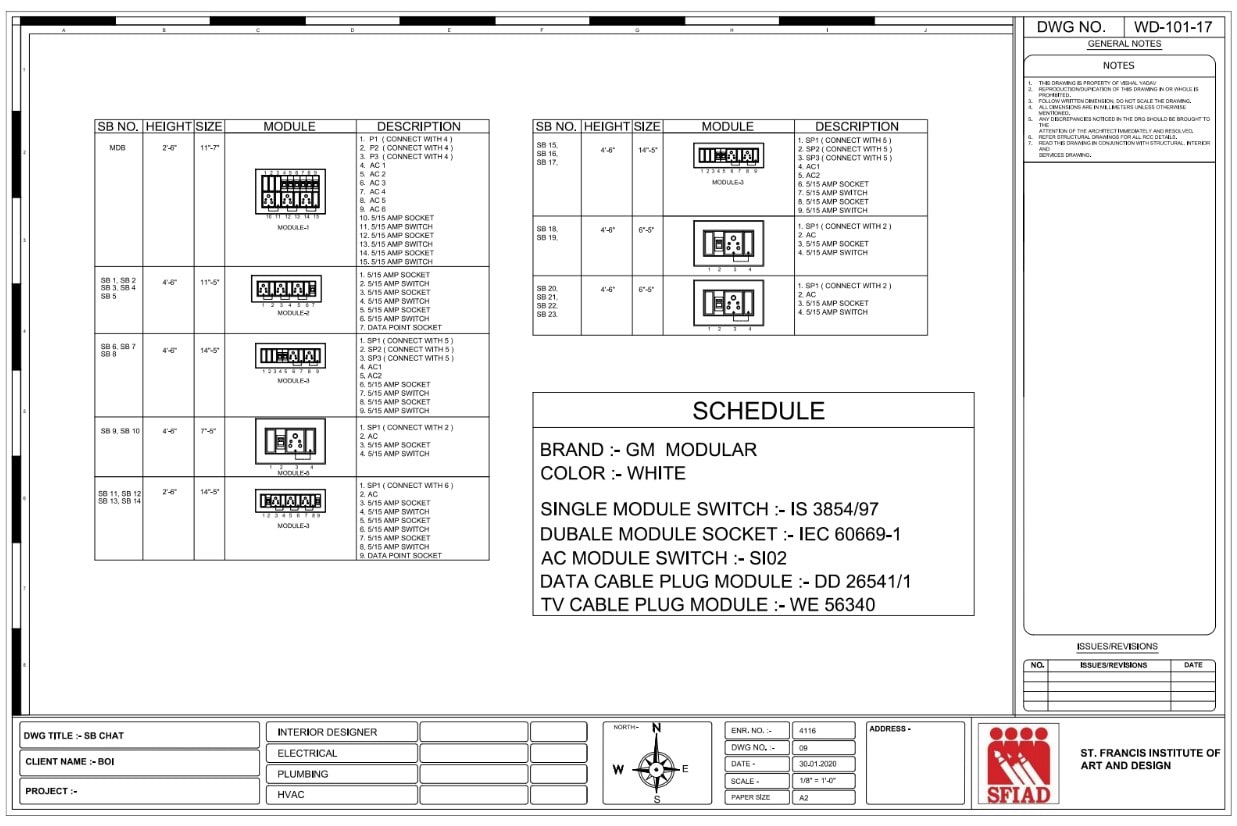 DWG NO. WD-101-17
GENERAL NOTES
NOTES
1. THIS DRAWING IS PROPERTY OF VISHAL YADAV
2. REPRODUCTION/DUPICATION OF THIS DRAWING IN OR WHOLE IS
PROHIBITED.
3. FOLLOW WRITTEN DIMENSION, DO NOT SCALE THE DRAWING.
4. ALL DIMENSIONS ARE IN MILLIMETERS UNLESS OTHERWISE
MENTIONED.
5. ANY DISCREPANCIES NOTICED IN THE DRG SHOULD BE BROUGHT TO
THE
ATTENTION OF THE ARCHITECT IMMEDIATELY AND RESOLVED.
6. REFER STRUCTURAL DRAWINGS FOR ALL RCC DETAILS.
7. READ THIS DRAWING IN CONJUNCTION WITH STRUCTURAL, INTERIOR
AND
SERVICES DRAWING.
SB NO. HEIGHT SIZE MODULE DESCRIPTION
MDB 2'-6" 11"-7"
1 2 3 4 5 6 7 8 9
10 11 12 13 14 15
MODULE-1
1. P1 ( CONNECT WITH 4 )
2. P2 ( CONNECT WITH 4 )
3. P3 ( CONNECT WITH 4 )
4. AC 1
5. AC 2
6. AC 3
7. AC 4
8. AC 5
9. AC 6
10. 5/15 AMP SOCKET
11. 5/15 AMP SWITCH
12. 5/15 AMP SOCKET
13. 5/15 AMP SWITCH
14. 5/15 AMP SOCKET
15. 5/15 AMP SWITCH
SB 1, SB 2
SB 3, SB 4
SB 5
4'-6" 11"-5"
1 2 3 4 5 6 7
MODULE-2
1. 5/15 AMP SOCKET
2. 5/15 AMP SWITCH
3. 5/15 AMP SOCKET
4. 5/15 AMP SWITCH
5. 5/15 AMP SOCKET
6. 5/15 AMP SWITCH
7. DATA POINT SOCKET
SB 6, SB 7
SB 8
4'-6" 14"-5"
1 2 3 4 5 6 7 8 9
MODULE-3
1. SP1 ( CONNECT WITH 5 )
2. SP2 ( CONNECT WITH 5 )
3. SP3 ( CONNECT WITH 5 )
4. AC1
5, AC2
6. 5/15 AMP SOCKET
7. 5/15 AMP SWITCH
8. 5/15 AMP SOCKET
9. 5/15 AMP SWITCH
SB 9, SB 10 4'-6" 7"-5"
1 2 3 4
1. SP1 ( CONNECT WITH 2 )
2. AC
3. 5/15 AMP SOCKET
4. 5/15 AMP SWITCH
SB 11, SB 12
SB 13, SB 14
2'-6" 14"-5"
1 2 3 4 5 6 7 8 9
MODULE-3
1. SP1 ( CONNECT WITH 6 )
2. AC
3. 5/15 AMP SOCKET
4. 5/15 AMP SWITCH
5. 5/15 AMP SOCKET
6. 5/15 AMP SWITCH
7. 5/15 AMP SOCKET
8. 5/15 AMP SWITCH
9. DATA POINT SOCKET
SB NO. HEIGHT SIZE MODULE DESCRIPTION
SB 15,
SB 16,
SB 17,
4'-6" 14"-5"
1 2 3 4 5 6 7 8 9
MODULE-3
1. SP1 ( CONNECT WITH 5 )
2. SP2 ( CONNECT WITH 5 )
3. SP3 ( CONNECT WITH 5 )
4. AC1
5. AC2
6. 5/15 AMP SOCKET
7. 5/15 AMP SWITCH
8. 5/15 AMP SOCKET
9. 5/15 AMP SWITCH
SB 18,
SB 19,
4'-6" 6"-5"
1 2 3 4
1. SP1 ( CONNECT WITH 2 )
2. AC
3. 5/15 AMP SOCKET
4. 5/15 AMP SWITCH
SB 20,
SB 21,
SB 22,
SB 23.
4'-6" 6"-5"
1 2 3 4
1. SP1 ( CONNECT WITH 2 )
2, AC
3. 5/15 AMP SOCKET
4. 5/15 AMP SWITCH
SCHEDULE
BRAND :- GM MODULAR
COLOR :- WHITE
SINGLE MODULE SWITCH :- IS 3854/97
DUBALE MODULE SOCKET :- IEC 60669-1
AC MODULE SWITCH :- SI02
DATA CABLE PLUG MODULE :- DD 26541/1
TV CABLE PLUG MODULE :- WE 56340
ISSUES/REVISIONS
NO. ISSUES/REVISIONS DATE
DWG TITLE :- SB CHAT
CLIENT NAME :- BOI
PROJECT :-
INTERIOR DESIGNER
ELECTRICAL
PLUMBING
HVAC
NORTH:- N
W E
S
ENR. NO. :- 4116
DWG NO. :- 09
DATE - 30-01-2020
SCALE - 1/8" = 1'-0"
PAPER SIZE A2
ADDRESS -
SFIAD
ST. FRANCIS INSTITUTE OF
ART AND DESIGN